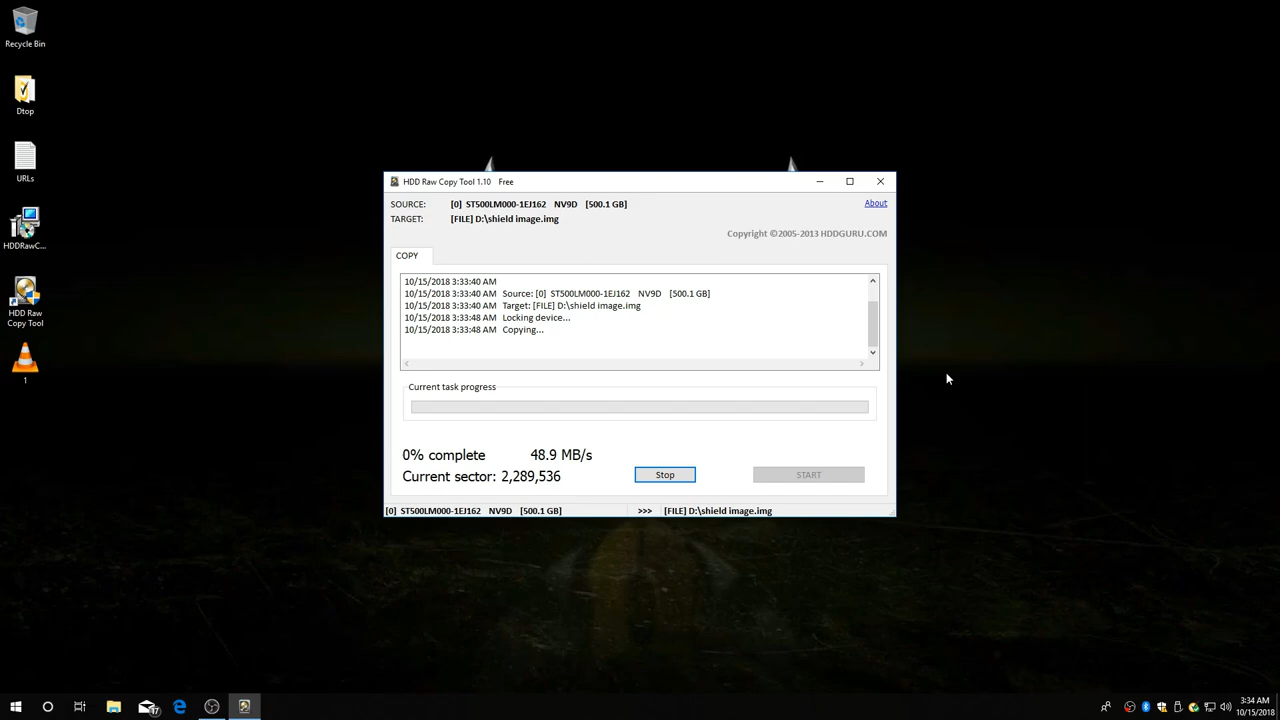 Recycle Bin
Dtop
URLs
HDDRawC...
HDD Raw
Copy Tool
1
HDD Raw Copy Tool 1.10 Free
SOURCE: [0] ST500LM000-1EJ162 NV9D [500.1 GB]
About
TARGET: [FILE] D:\shield image.img
Copyright ©2005-2013 HDDGURU.COM
COPY
10/15/2018 3:33:40 AM
10/15/2018 3:33:40 AM Source: [0] ST500LM000-1EJ162 NV9D [500.1 GB]
10/15/2018 3:33:40 AM Target: [FILE] D:\shield image.img
10/15/2018 3:33:48 AM Locking device...
10/15/2018 3:33:48 AM Copying...
Current task progress
0% complete 48.9 MB/s
Current sector: 2,289,536
Stop
START
[0] ST500LM000-1EJ162 NV9D [500.1 GB] >>> [FILE] D:\shield image.img
3:34 AM
10/15/2018